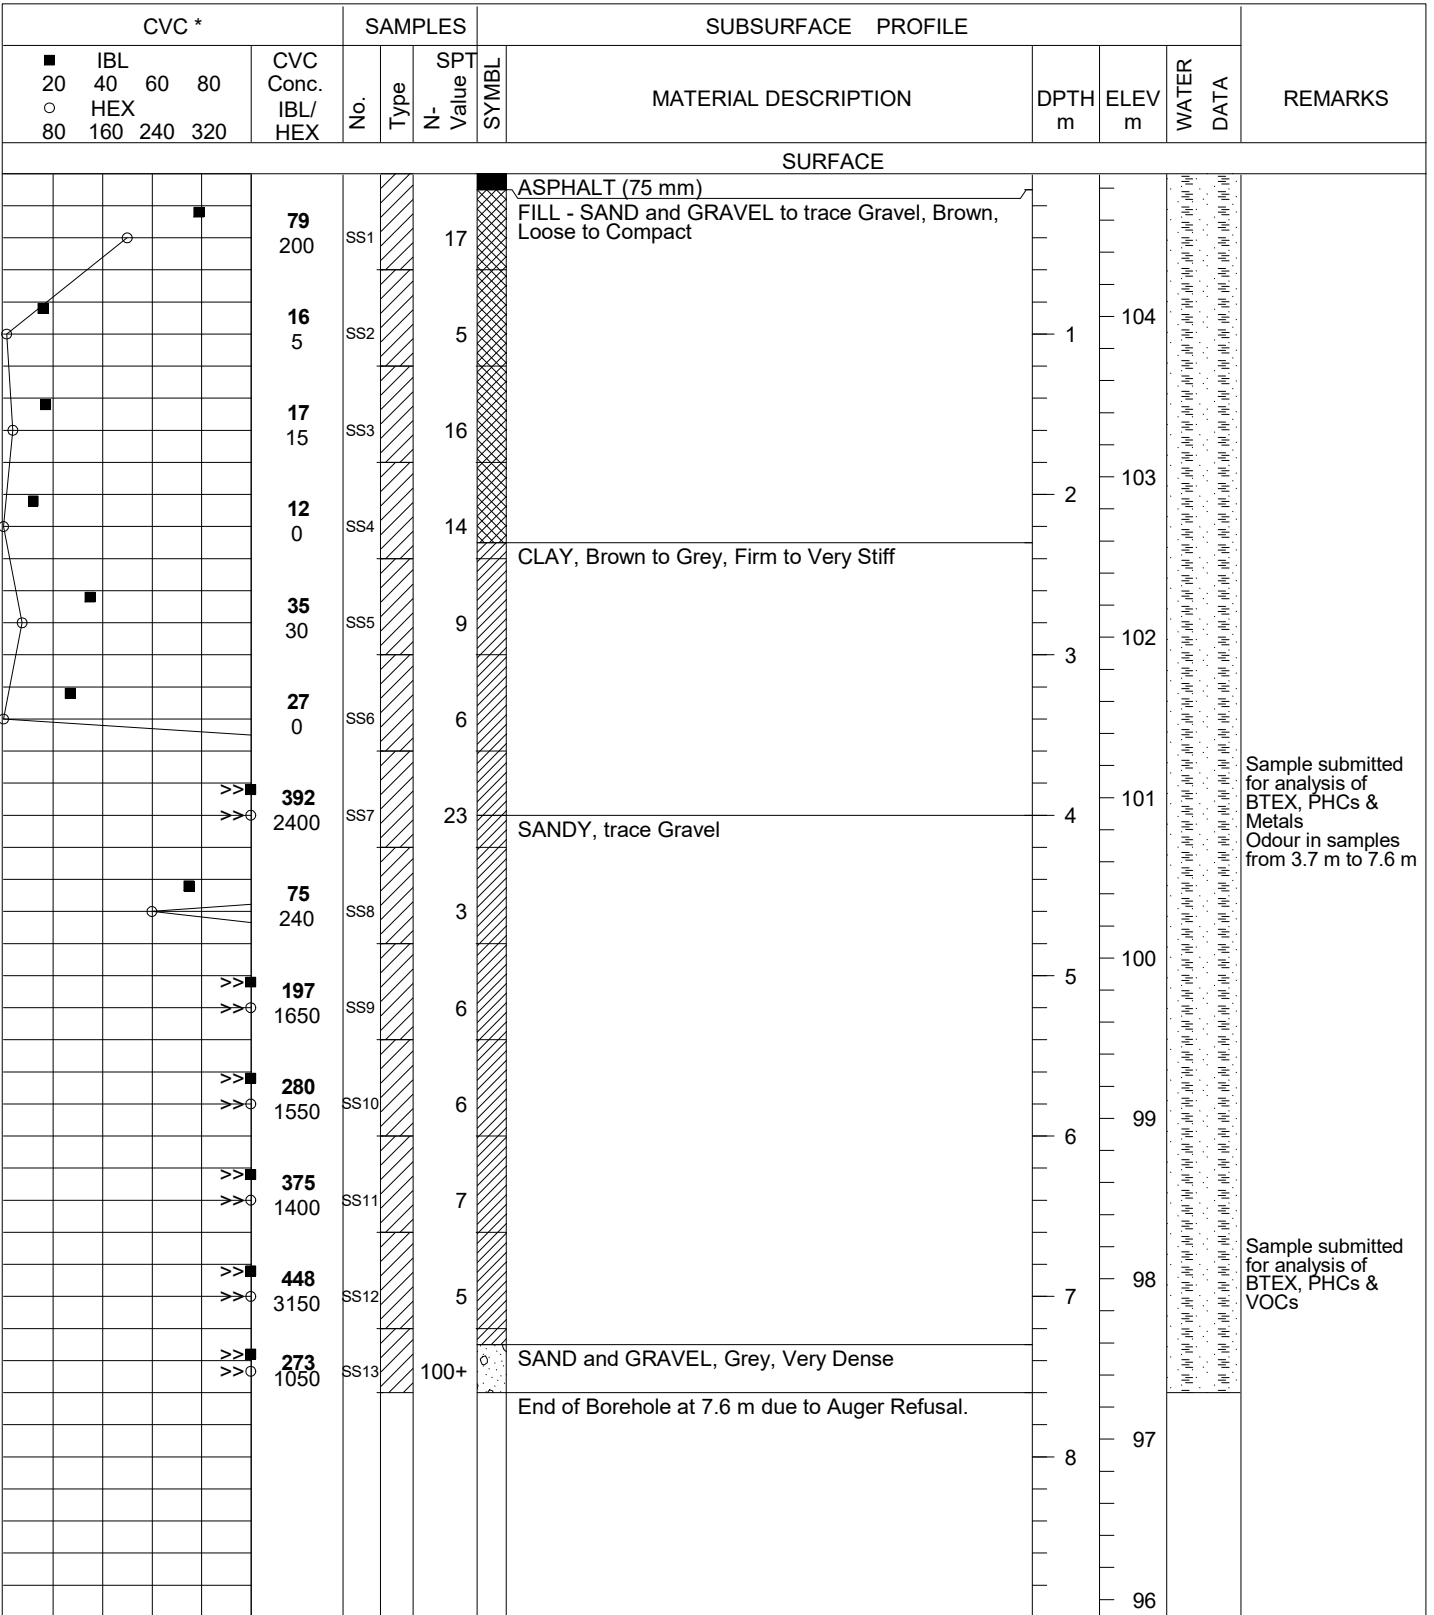 CVC *
SAMPLES
SUBSURFACE PROFILE
■ IBL
20 40 60 80
○ HEX
80 160 240 320
CVC
Conc.
IBL/
HEX
No.
Type
SPT
N-
Value
SYMBL
MATERIAL DESCRIPTION
DPTH
m
ELEV
m
WATER
DATA
REMARKS
SURFACE
ASPHALT (75 mm)
FILL - SAND and GRAVEL to trace Gravel, Brown,
Loose to Compact
79
200
SS1
17
104
16
5
SS2
5
1
17
15
SS3
16
103
2
12
0
SS4
14
CLAY, Brown to Grey, Firm to Very Stiff
35
30
SS5
9
102
3
27
0
SS6
6
Sample submitted
for analysis of
BTEX, PHCs &
Metals
Odour in samples
from 3.7 m to 7.6 m
>>
392
>>
2400
SS7
23
101
4
SANDY, trace Gravel
75
240
SS8
3
100
5
>>
197
>>
1650
SS9
6
>>
280
>>
1550
SS10
6
99
6
>>
375
>>
1400
SS11
7
Sample submitted
for analysis of
BTEX, PHCs &
VOCs
>>
448
>>
3150
SS12
5
98
7
>>
273
>>
1050
SS13
100+
SAND and GRAVEL, Grey, Very Dense
End of Borehole at 7.6 m due to Auger Refusal.
97
8
96